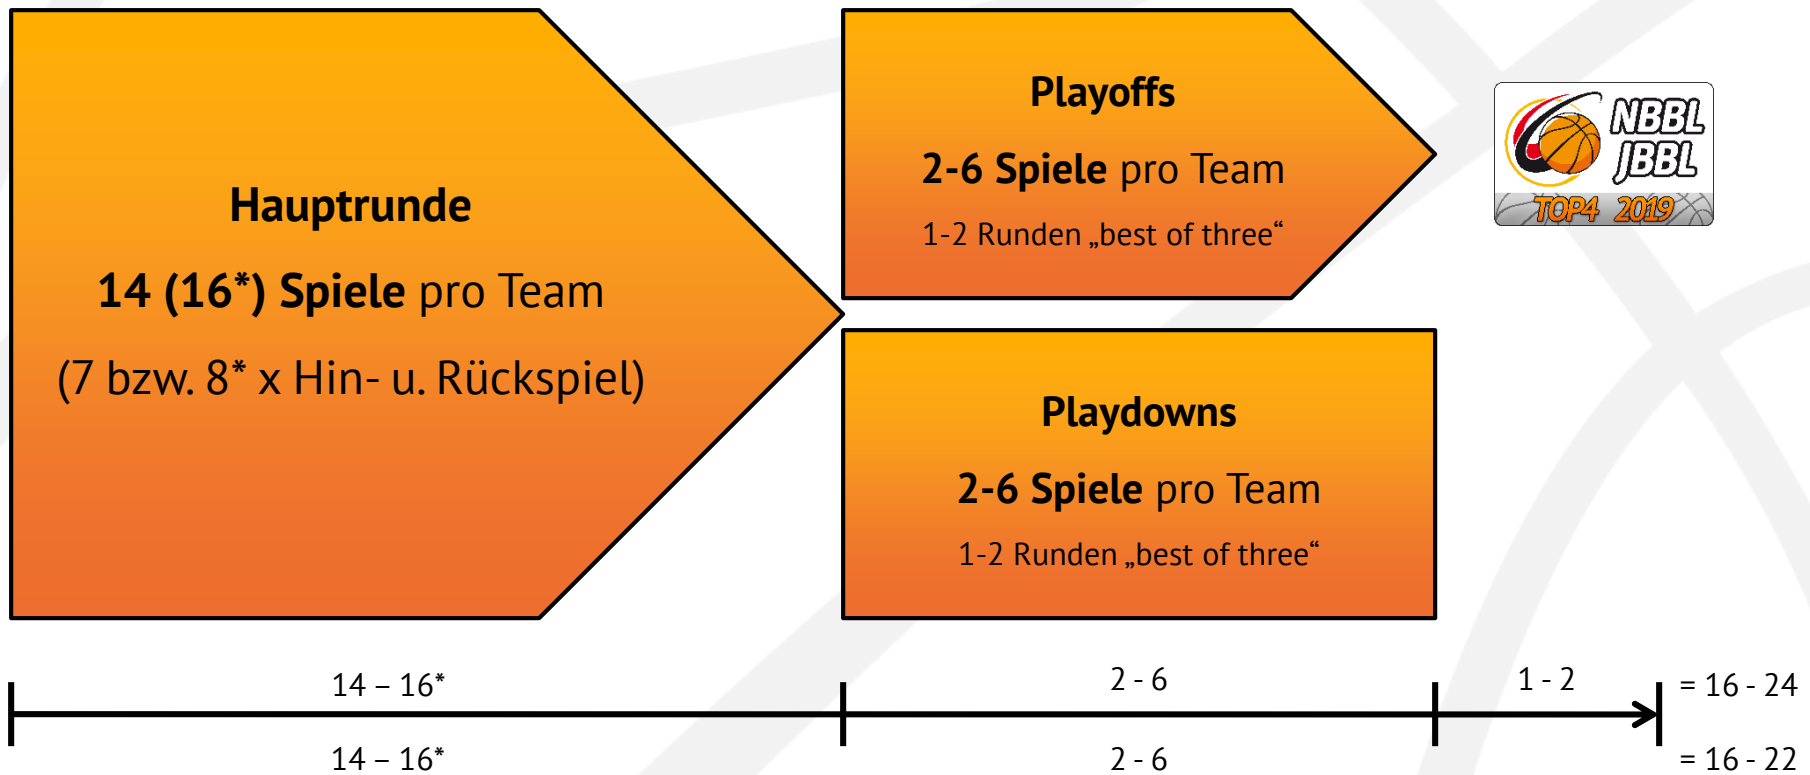 Hauptrunde
14 (16*) Spiele pro Team
(7 bzw. 8* x Hin- u. Rückspiel)
Playoffs
2-6 Spiele pro Team
1-2 Runden „best of three“
NBBL
JBBL
TOP4 2019
Playdowns
2-6 Spiele pro Team
1-2 Runden „best of three“
14 – 16* 2 - 6 1 - 2 = 16 - 24
14 – 16* 2 - 6 = 16 - 22